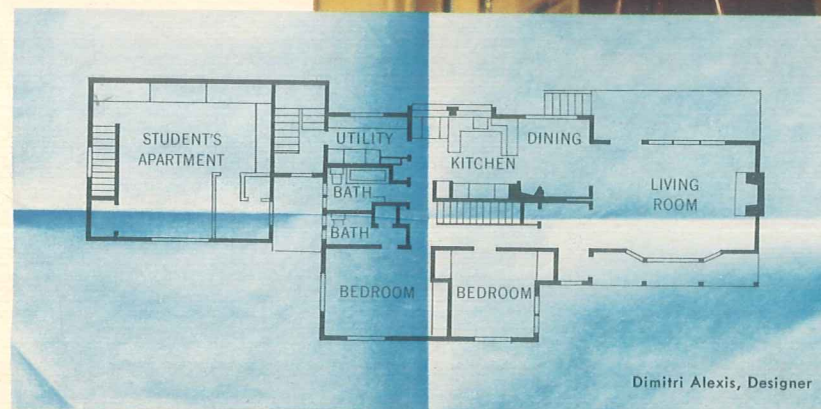 STUDENT'S
APARTMENT
UTILITY
BATH
BATH
KITCHEN
DINING
LIVING
ROOM
BEDROOM
BEDROOM
Dimitri Alexis, Designer